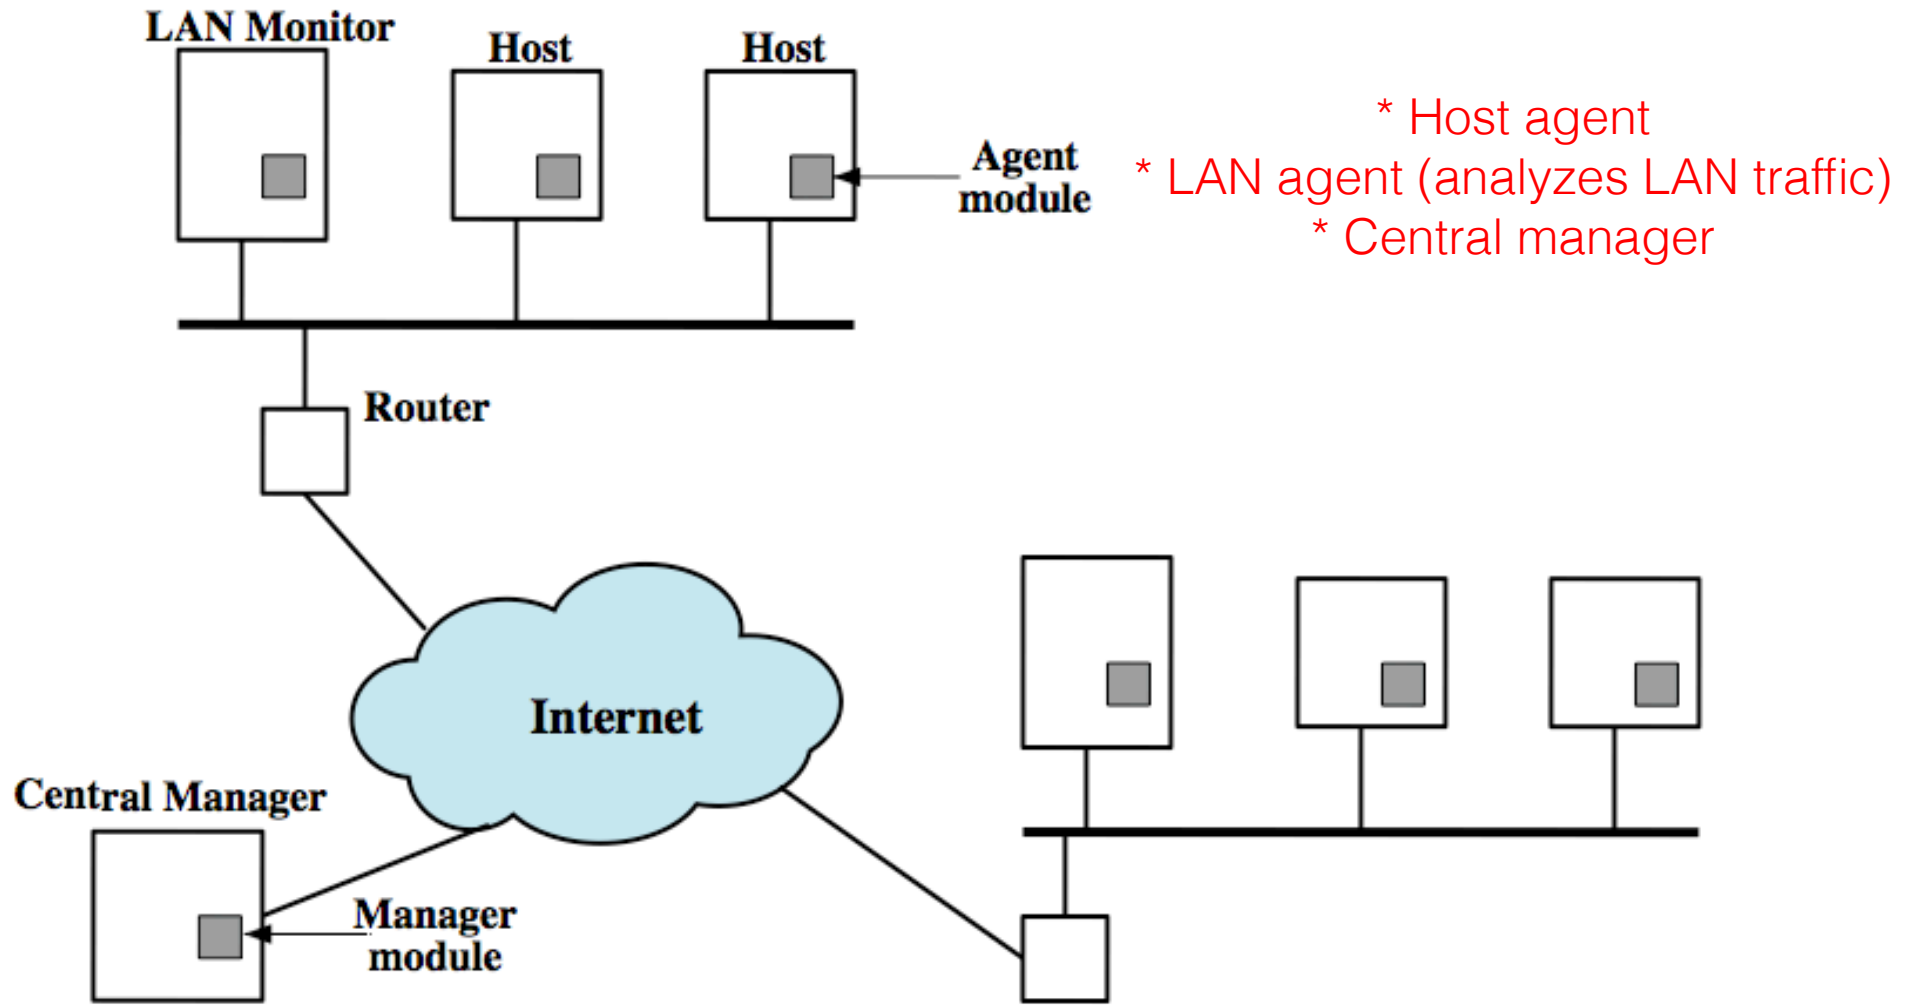 LAN Monitor
Host
Host
Agent
module
* Host agent
* LAN agent (analyzes LAN traffic)
* Central manager
Router
Internet
Central Manager
Manager
module